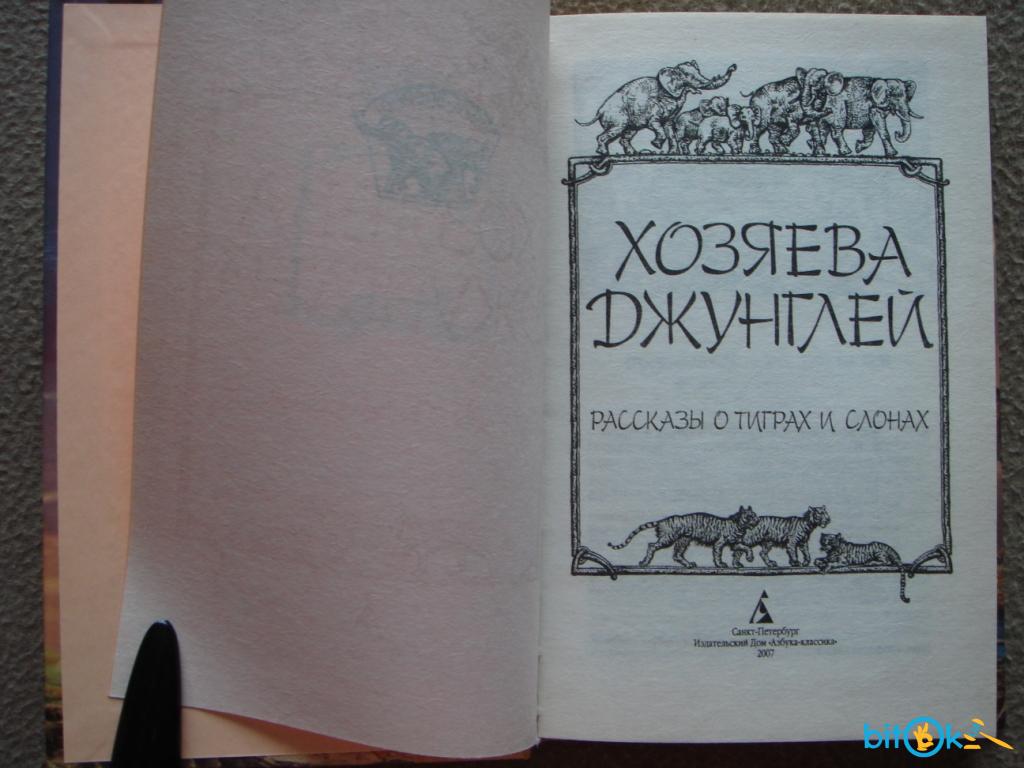 ХОЗЯЕВА
ДЖУНГЛЕЙ
РАССКАЗЫ О ТИГРАХ И СЛОНАХ
Санкт-Петербург
Издательский Дом «Азбука-классика»
2007
bitOk